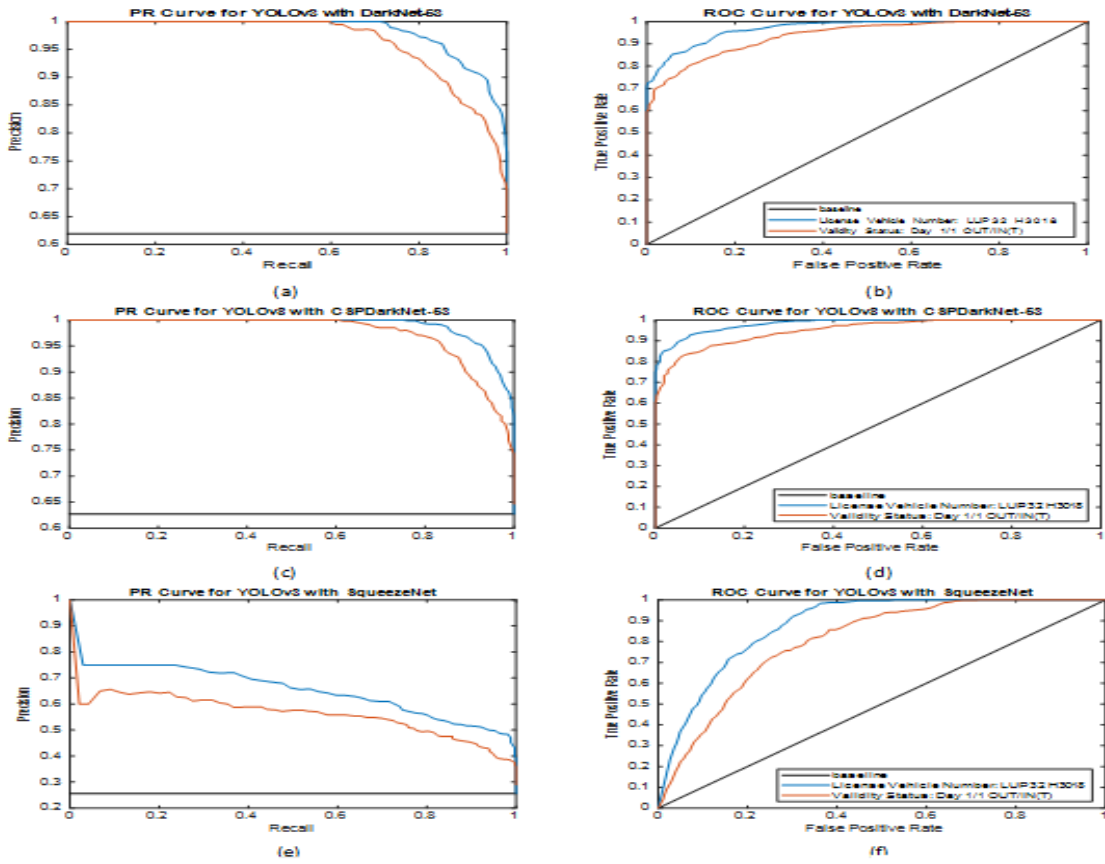 PR Curve for YOLOv3 with DarkNet-53
1
0.95
0.9
0.85
0.8
0.75
0.7
0.65
0.6
Precision
0
0.2
0.4
0.6
0.8
1
Recall
(a)
ROC Curve for YOLOv3 with DarkNet-53
1
0.9
0.8
0.7
0.6
0.5
0.4
0.3
0.2
0.1
0
True Positive Rate
baseline
License Vehicle Number: LUP32 H3018
Validity Status: Day 1/1 OUT/IN(T)
0
0.2
0.4
0.6
0.8
1
False Positive Rate
(b)
PR Curve for YOLOv3 with CSPDarkNet-53
1
0.95
0.9
0.85
0.8
0.75
0.7
0.65
0.6
Precision
0
0.2
0.4
0.6
0.8
1
Recall
(c)
ROC Curve for YOLOv3 with CSPDarkNet-53
1
0.9
0.8
0.7
0.6
0.5
0.4
0.3
0.2
0.1
0
True Positive Rate
baseline
License Vehicle Number: LUP32 H3018
Validity Status: Day 1/1 OUT/IN(T)
0
0.2
0.4
0.6
0.8
1
False Positive Rate
(d)
PR Curve for YOLOv3 with SqueezeNet
1
0.9
0.8
0.7
0.6
0.5
0.4
0.3
0.2
Precision
0
0.2
0.4
0.6
0.8
1
Recall
(e)
ROC Curve for YOLOv3 with SqueezeNet
1
0.9
0.8
0.7
0.6
0.5
0.4
0.3
0.2
0.1
0
True Positive Rate
baseline
License Vehicle Number: LUP32 H3018
Validity Status: Day 1/1 OUT/IN(T)
0
0.2
0.4
0.6
0.8
1
False Positive Rate
(f)